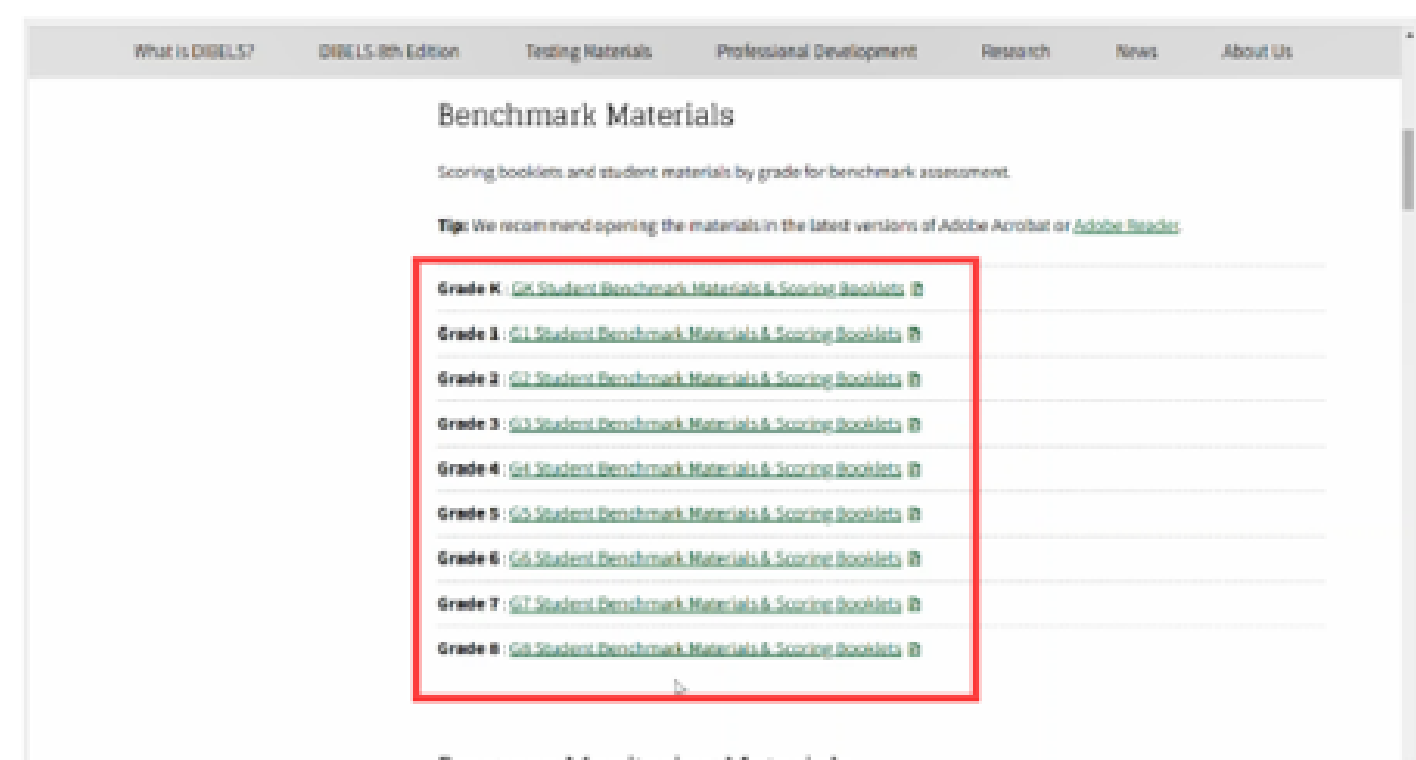 What is DIBELS? DIBELS 8th Edition Testing Materials Professional Development Research News About Us
Benchmark Materials
Scoring booklets and student materials by grade for benchmark assessment.
Tip: We recommend opening the materials in the latest versions of Adobe Acrobat or Adobe Reader.
Grade K : GK Student Benchmark Materials & Scoring Booklets
Grade 1 : G1 Student Benchmark Materials & Scoring Booklets
Grade 2 : G2 Student Benchmark Materials & Scoring Booklets
Grade 3 : G3 Student Benchmark Materials & Scoring Booklets
Grade 4 : G4 Student Benchmark Materials & Scoring Booklets
Grade 5 : G5 Student Benchmark Materials & Scoring Booklets
Grade 6 : G6 Student Benchmark Materials & Scoring Booklets
Grade 7 : G7 Student Benchmark Materials & Scoring Booklets
Grade 8 : G8 Student Benchmark Materials & Scoring Booklets